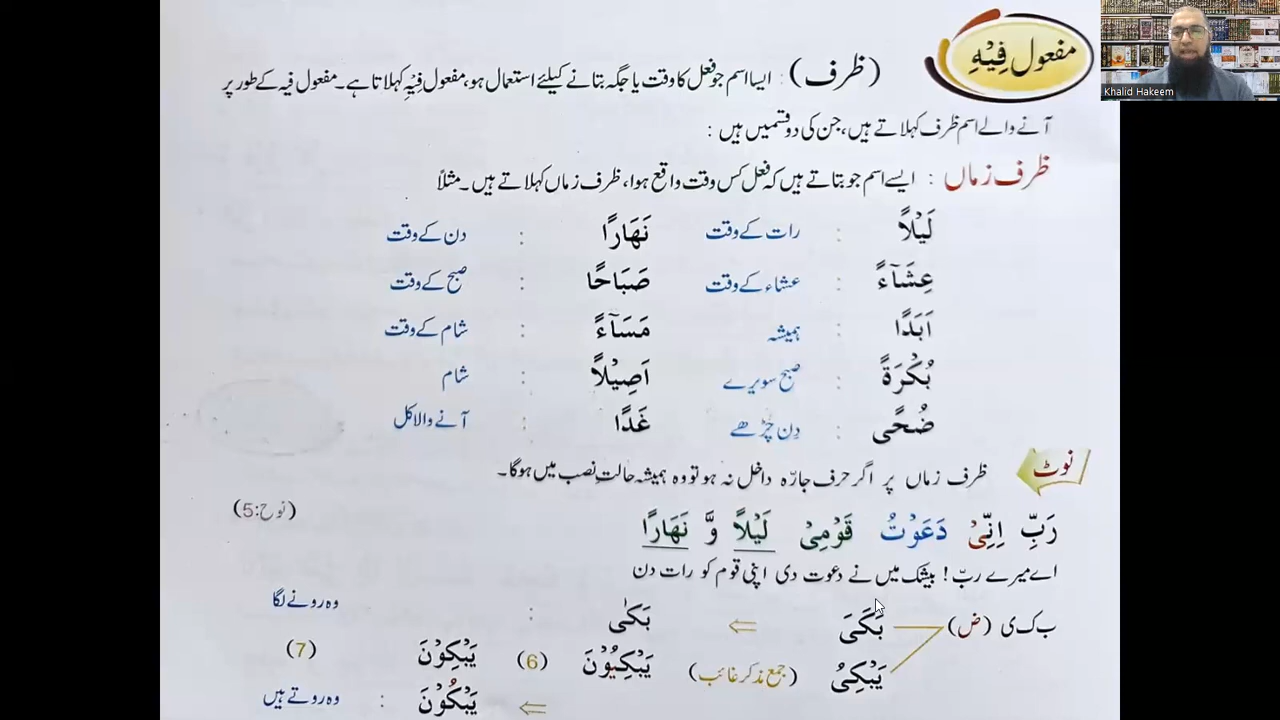 مفعول فِیْہِ
(ظرف) : ایسا اسم جو فعل کا وقت یا جگہ بتانے کیلئے استعمال ہو، مفعول فِیْہِ کہلاتا ہے۔ مفعول فیہ کے طور پر
آنے والے اسم ظرف کہلاتے ہیں، جن کی دو قسمیں ہیں :
ظرف زماں : ایسے اسم جو بتاتے ہیں کہ فعل کس وقت واقع ہوا، ظرف زماں کہلاتے ہیں۔ مثلاً
لَیْلاً : رات کے وقت نَھَارًا : دن کے وقت
عِشَآءً : عشاء کے وقت صَبَاحًا : صبح کے وقت
اَبَدًا : ہمیشہ مَسَآءً : شام کے وقت
بُکْرَةً : صبح سویرے اَصِیْلاً : شام
ضُحًی : دِن چڑھے غَدًا : آنے والا کل
نوٹ ظرف زماں پر اگر حرف جارّہ داخل نہ ہو تو وہ ہمیشہ حالتِ نصب میں ہوگا۔
رَبِّ اِنِّیْ دَعَوْتُ قَوْمِیْ لَیْلاً وَّ نَھَارًا (نوح:5)
اے میرے ربّ! بیشک میں نے دعوت دی اپنی قوم کو رات دن
ب ک ی (ض) بَکَیَ ⇐ بَکٰی : وہ رونے لگا
یَبْکِیُ (جمع مذکر غائب) یَبْکِیُوْنَ (6) یَبْکِوْنَ (7)
⇐ یَبْکُوْنَ : وہ روتے ہیں
Khalid Hakeem